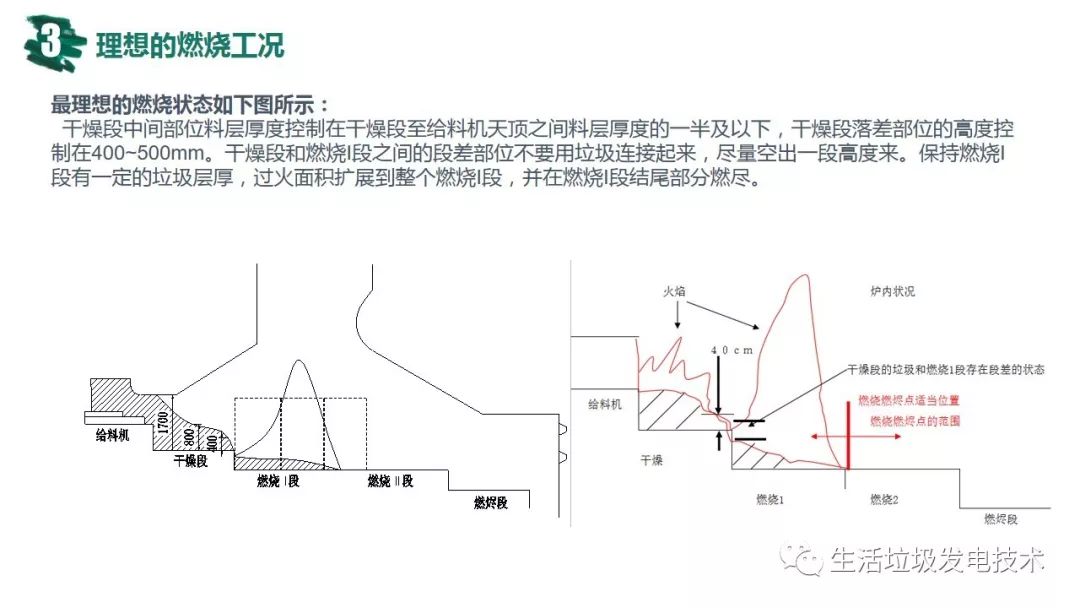 3 理想的燃烧工况
最理想的燃烧状态如下图所示：
干燥段中间部位料层厚度控制在干燥段至给料机天顶之间料层厚度的一半及以下，干燥段落差部位的高度控
制在400~500mm。干燥段和燃烧I段之间的段差部位不要用垃圾连接起来，尽量空出一段高度来。保持燃烧I
段有一定的垃圾层厚，过火面积扩展到整个燃烧I段，并在燃烧I段结尾部分燃尽。
给料机
1700
800
400
干燥段
燃烧 I 段
燃烧 II 段
燃烬段
火焰
炉内状况
40cm
干燥段的垃圾和燃烧1段存在段差的状态
给料机
燃烧燃烬点适当位置
燃烧燃烬点的范围
干燥
燃烧1
燃烧2
燃烬段
生活垃圾发电技术